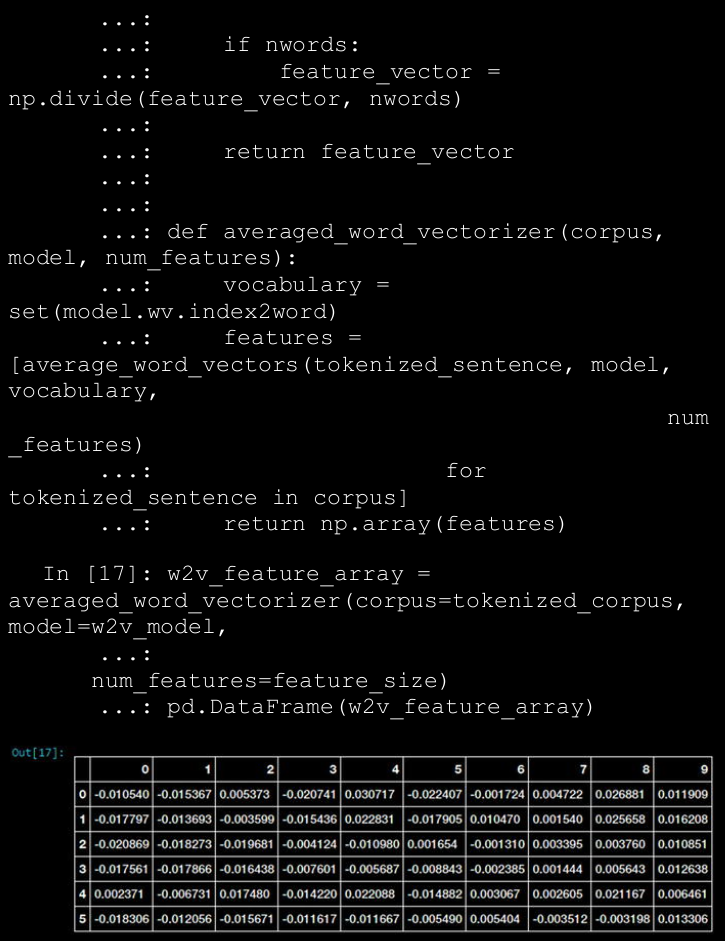 ...:
...:     if nwords:
...:         feature_vector =
np.divide(feature_vector, nwords)
...:
...:     return feature_vector
...:
...:
...: def averaged_word_vectorizer(corpus,
model, num_features):
...:     vocabulary =
set(model.wv.index2word)
...:     features =
[average_word_vectors(tokenized_sentence, model,
vocabulary,
num
_features)
...:                     for
tokenized_sentence in corpus]
...:     return np.array(features)
In [17]: w2v_feature_array =
averaged_word_vectorizer(corpus=tokenized_corpus,
model=w2v_model,
...:
num_features=feature_size)
...: pd.DataFrame(w2v_feature_array)
Out[17]:
0 1 2 3 4 5 6 7 8 9
0 -0.010540 -0.015367 0.005373 -0.020741 0.030717 -0.022407 -0.001724 0.004722 0.026881 0.011909
1 -0.017797 -0.013693 -0.003599 -0.015436 0.022831 -0.017905 0.010470 0.001540 0.025658 0.016208
2 -0.020869 -0.018273 -0.019681 -0.004124 -0.010980 0.001654 -0.001310 0.003395 0.003760 0.010851
3 -0.017561 -0.017866 -0.016438 -0.007601 -0.005687 -0.008843 -0.002385 0.001444 0.005643 0.012638
4 0.002371 -0.006731 0.017480 -0.014220 0.022088 -0.014882 0.003067 0.002605 0.021167 0.006461
5 -0.018306 -0.012056 -0.015671 -0.011617 -0.011667 -0.005490 0.005404 -0.003512 -0.003198 0.013306